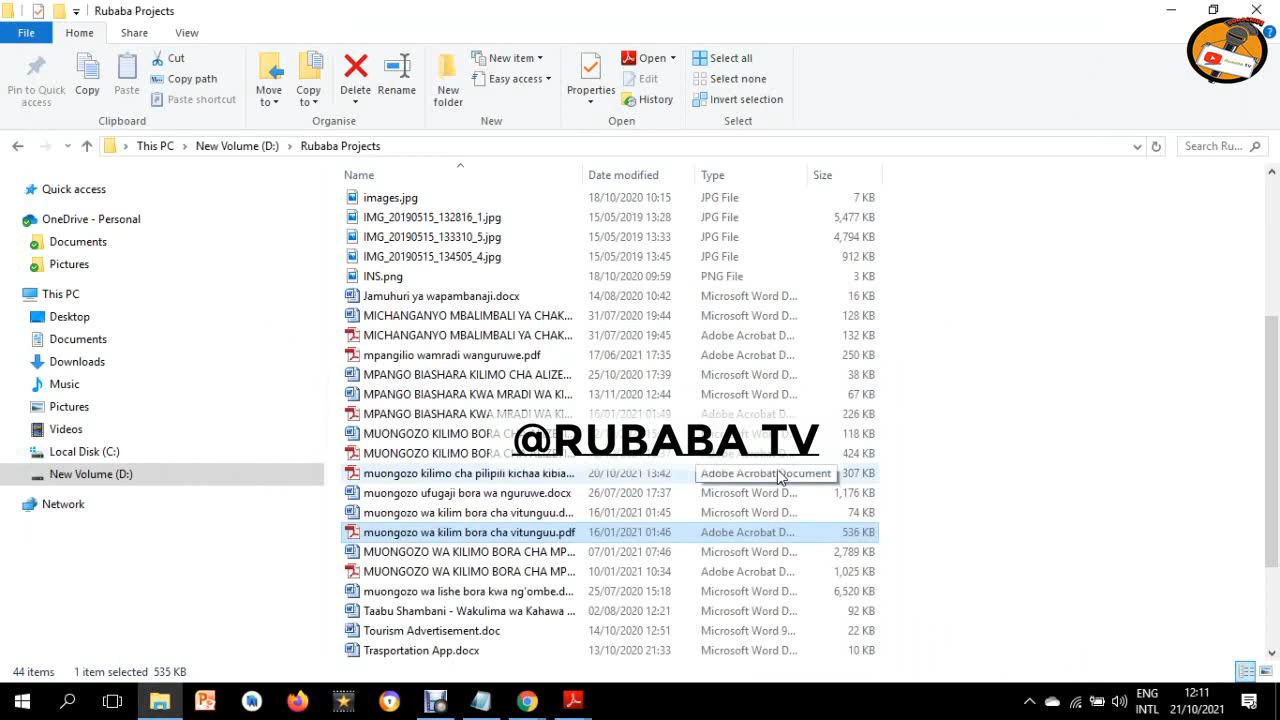 Rubaba Projects
File Home Share View
Pin to Quick access
Copy
Paste
Cut
Copy path
Paste shortcut
Clipboard
Move to
Copy to
Delete
Rename
Organise
New folder
New item
Easy access
New
Properties
Open
Edit
History
Open
Select all
Select none
Invert selection
Select
Rubaba TV
This PC New Volume (D:) Rubaba Projects
Search Ru...
Quick access
OneDrive - Personal
Documents
Pictures
This PC
Desktop
Documents
Downloads
Music
Pictures
Videos
Local Disk (C:)
New Volume (D:)
Network
Name Date modified Type Size
images.jpg 18/10/2020 10:15 JPG File 7 KB
IMG_20190515_132816_1.jpg 15/05/2019 13:28 JPG File 5,477 KB
IMG_20190515_133310_5.jpg 15/05/2019 13:33 JPG File 4,794 KB
IMG_20190515_134505_4.jpg 15/05/2019 13:45 JPG File 912 KB
INS.png 18/10/2020 09:59 PNG File 3 KB
Jamuhuri ya wapambanaji.docx 14/08/2020 10:42 Microsoft Word D... 16 KB
MICHANGANYO MBALIMBALI YA CHAK... 31/07/2020 19:44 Microsoft Word D... 128 KB
MICHANGANYO MBALIMBALI YA CHAK... 31/07/2020 19:45 Adobe Acrobat D... 132 KB
mpangilio wamradi wanguruwe.pdf 17/06/2021 17:35 Adobe Acrobat D... 250 KB
MPANGO BIASHARA KILIMO CHA ALIZE... 25/10/2020 17:39 Microsoft Word D... 38 KB
MPANGO BIASHARA KWA MRADI WA KI... 13/11/2020 12:44 Microsoft Word D... 67 KB
MPANGO BIASHARA KWA MRADI WA KI... 16/01/2021 01:49 Adobe Acrobat D... 226 KB
MUONGOZO KILIMO BORA 118 KB
@RUBABA TV
MUONGOZO KILIMO BORA 424 KB
muongozo kilimo cha pilipili kichaa kibia... 20/10/2021 13:42 Adobe Acrobat Document 307 KB
muongozo ufugaji bora wa nguruwe.docx 26/07/2020 17:37 Microsoft Word D... 1,176 KB
muongozo wa kilim bora cha vitunguu.d... 16/01/2021 01:45 Microsoft Word D... 74 KB
muongozo wa kilim bora cha vitunguu.pdf 16/01/2021 01:46 Adobe Acrobat D... 536 KB
MUONGOZO WA KILIMO BORA CHA MP... 07/01/2021 07:46 Microsoft Word D... 2,789 KB
MUONGOZO WA KILIMO BORA CHA MP... 10/01/2021 10:34 Adobe Acrobat D... 1,025 KB
muongozo wa lishe bora kwa ng'ombe.d... 25/07/2020 15:18 Microsoft Word D... 6,520 KB
Taabu Shambani - Wakulima wa Kahawa ... 02/08/2020 12:21 Microsoft Word D... 92 KB
Tourism Advertisement.doc 14/10/2020 12:51 Microsoft Word 9... 22 KB
Trasportation App.docx 13/10/2020 21:33 Microsoft Word D... 10 KB
44 items 1 item selected 535 KB
ENG
INTL
12:11
21/10/2021